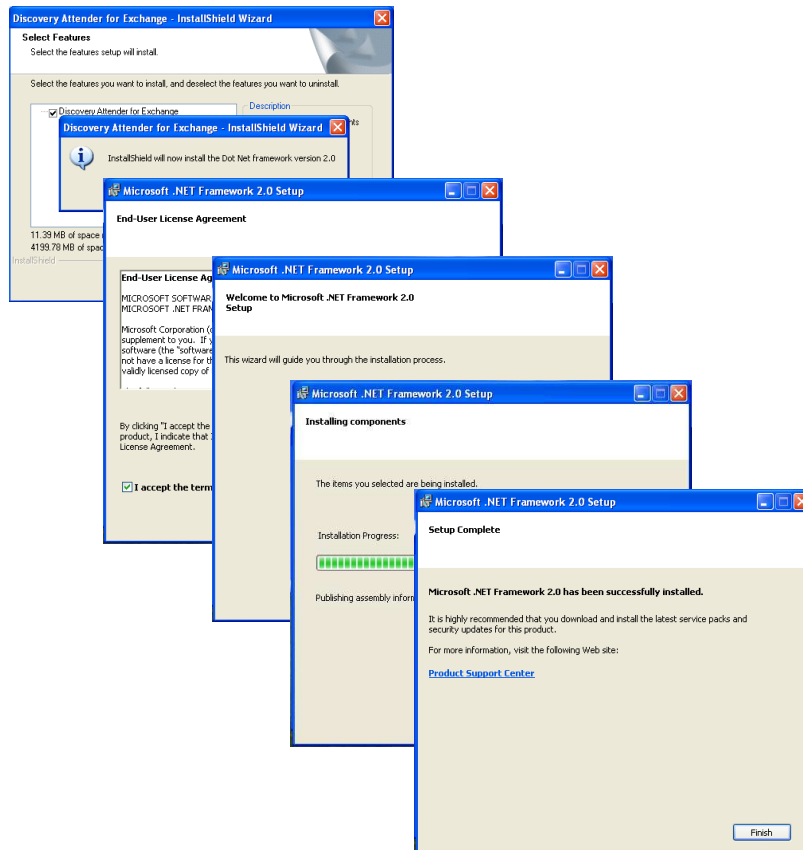 Discovery Attender for Exchange - InstallShield Wizard
Select Features
Select the features setup will install.
Select the features you want to install, and deselect the features you want to uninstall.
Discovery Attender for Exchange
Description
Discovery Attender for Exchange - InstallShield Wizard
InstallShield will now install the Dot Net framework version 2.0
11.39 MB of space
4199.78 MB of spac
InstallShield
Microsoft .NET Framework 2.0 Setup
End-User License Agreement
End-User License Ag
MICROSOFT SOFTWAR
MICROSOFT .NET FRAM
Microsoft Corporation (
supplement to you. If y
software (the "software
not have a license for th
validly licensed copy of
By clicking "I accept the
product, I indicate that
License Agreement.
I accept the term
Microsoft .NET Framework 2.0 Setup
Welcome to Microsoft .NET Framework 2.0
Setup
This wizard will guide you through the installation process.
Microsoft .NET Framework 2.0 Setup
Installing components
The items you selected are being installed.
Installation Progress:
Publishing assembly inform
Microsoft .NET Framework 2.0 Setup
Setup Complete
Microsoft .NET Framework 2.0 has been successfully installed.
It is highly recommended that you download and install the latest service packs and
security updates for this product.
For more information, visit the following Web site:
Product Support Center
Finish